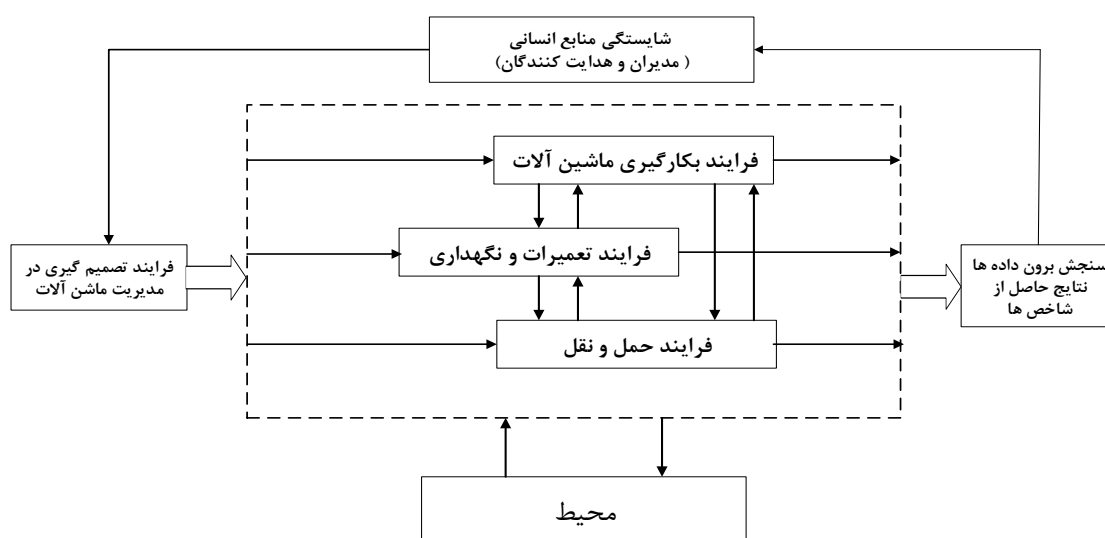 شایستگی منابع انسانی
( مدیران و هدایت کنندگان)
فرایند بکارگیری ماشین آلات
فرایند تعمیرات و نگهداری
فرایند تصمیم گیری در
مدیریت ماشن آلات
سنجش برون داده ها
نتایج حاصل از
شاخص ها
فرایند حمل و نقل
محیط